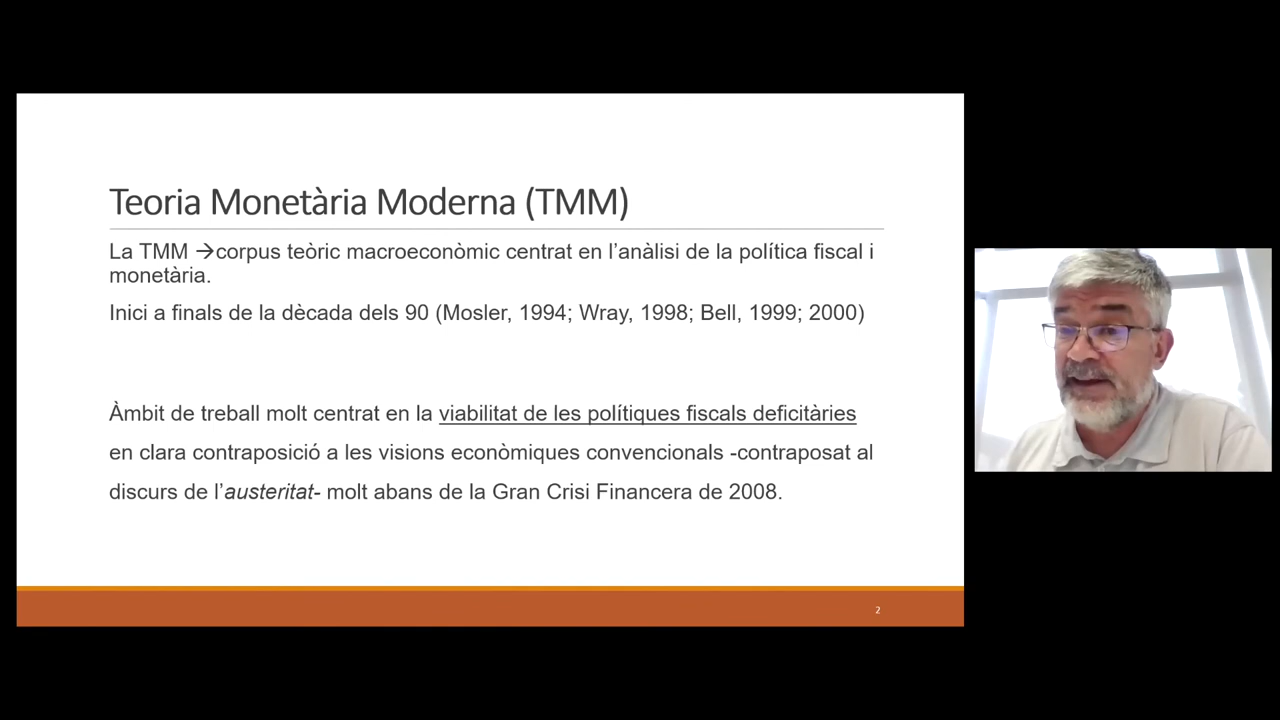 Teoria Monetària Moderna (TMM)
La TMM →corpus teòric macroeconòmic centrat en l’anàlisi de la política fiscal i
monetària.
Inici a finals de la dècada dels 90 (Mosler, 1994; Wray, 1998; Bell, 1999; 2000)
Àmbit de treball molt centrat en la viabilitat de les polítiques fiscals deficitàries
en clara contraposició a les visions econòmiques convencionals -contraposat al
discurs de l’austeritat- molt abans de la Gran Crisi Financera de 2008.
2